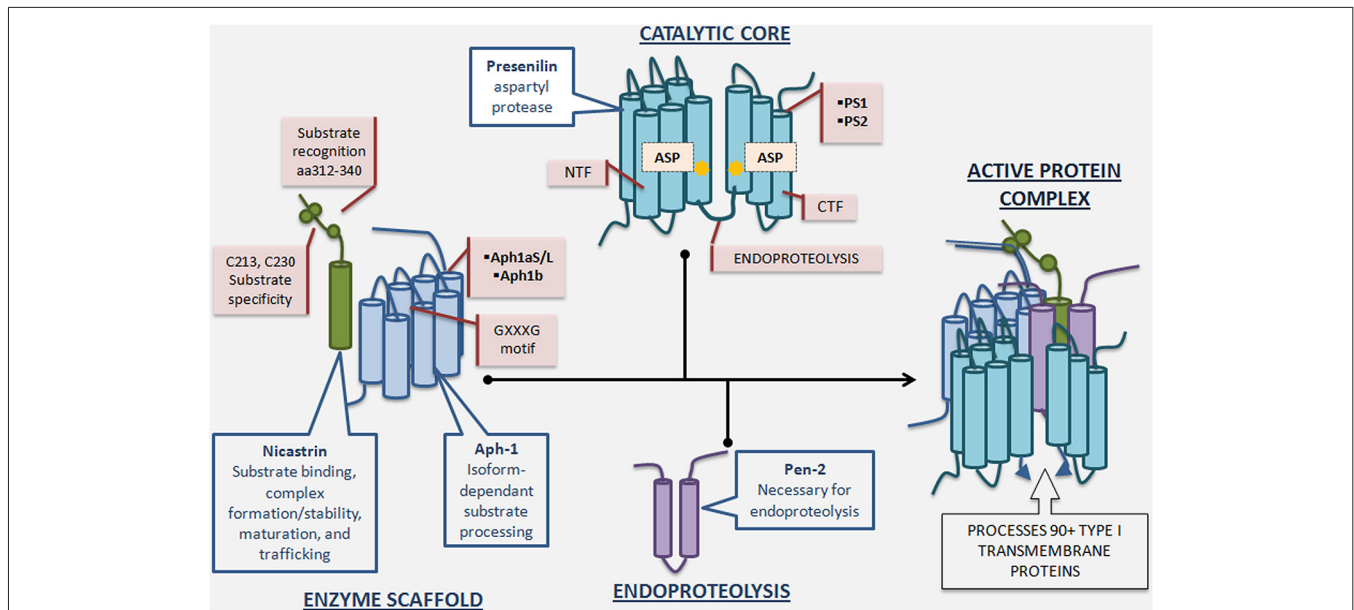 CATALYTIC CORE
Presenilin
aspartyl
protease
▪PS1
▪PS2
ASP
ASP
NTF
CTF
ENDOPROTEOLYSIS
Substrate
recognition
aa312-340
C213, C230
Substrate
specificity
▪Aph1aS/L
▪Aph1b
GXXXG
motif
Nicastrin
Substrate binding,
complex
formation/stability,
maturation, and
trafficking
Aph-1
Isoform-
dependant
substrate
processing
ENZYME SCAFFOLD
Pen-2
Necessary for
endoproteolysis
ENDOPROTEOLYSIS
ACTIVE PROTEIN
COMPLEX
PROCESSES 90+ TYPE I
TRANSMEMBRANE
PROTEINS